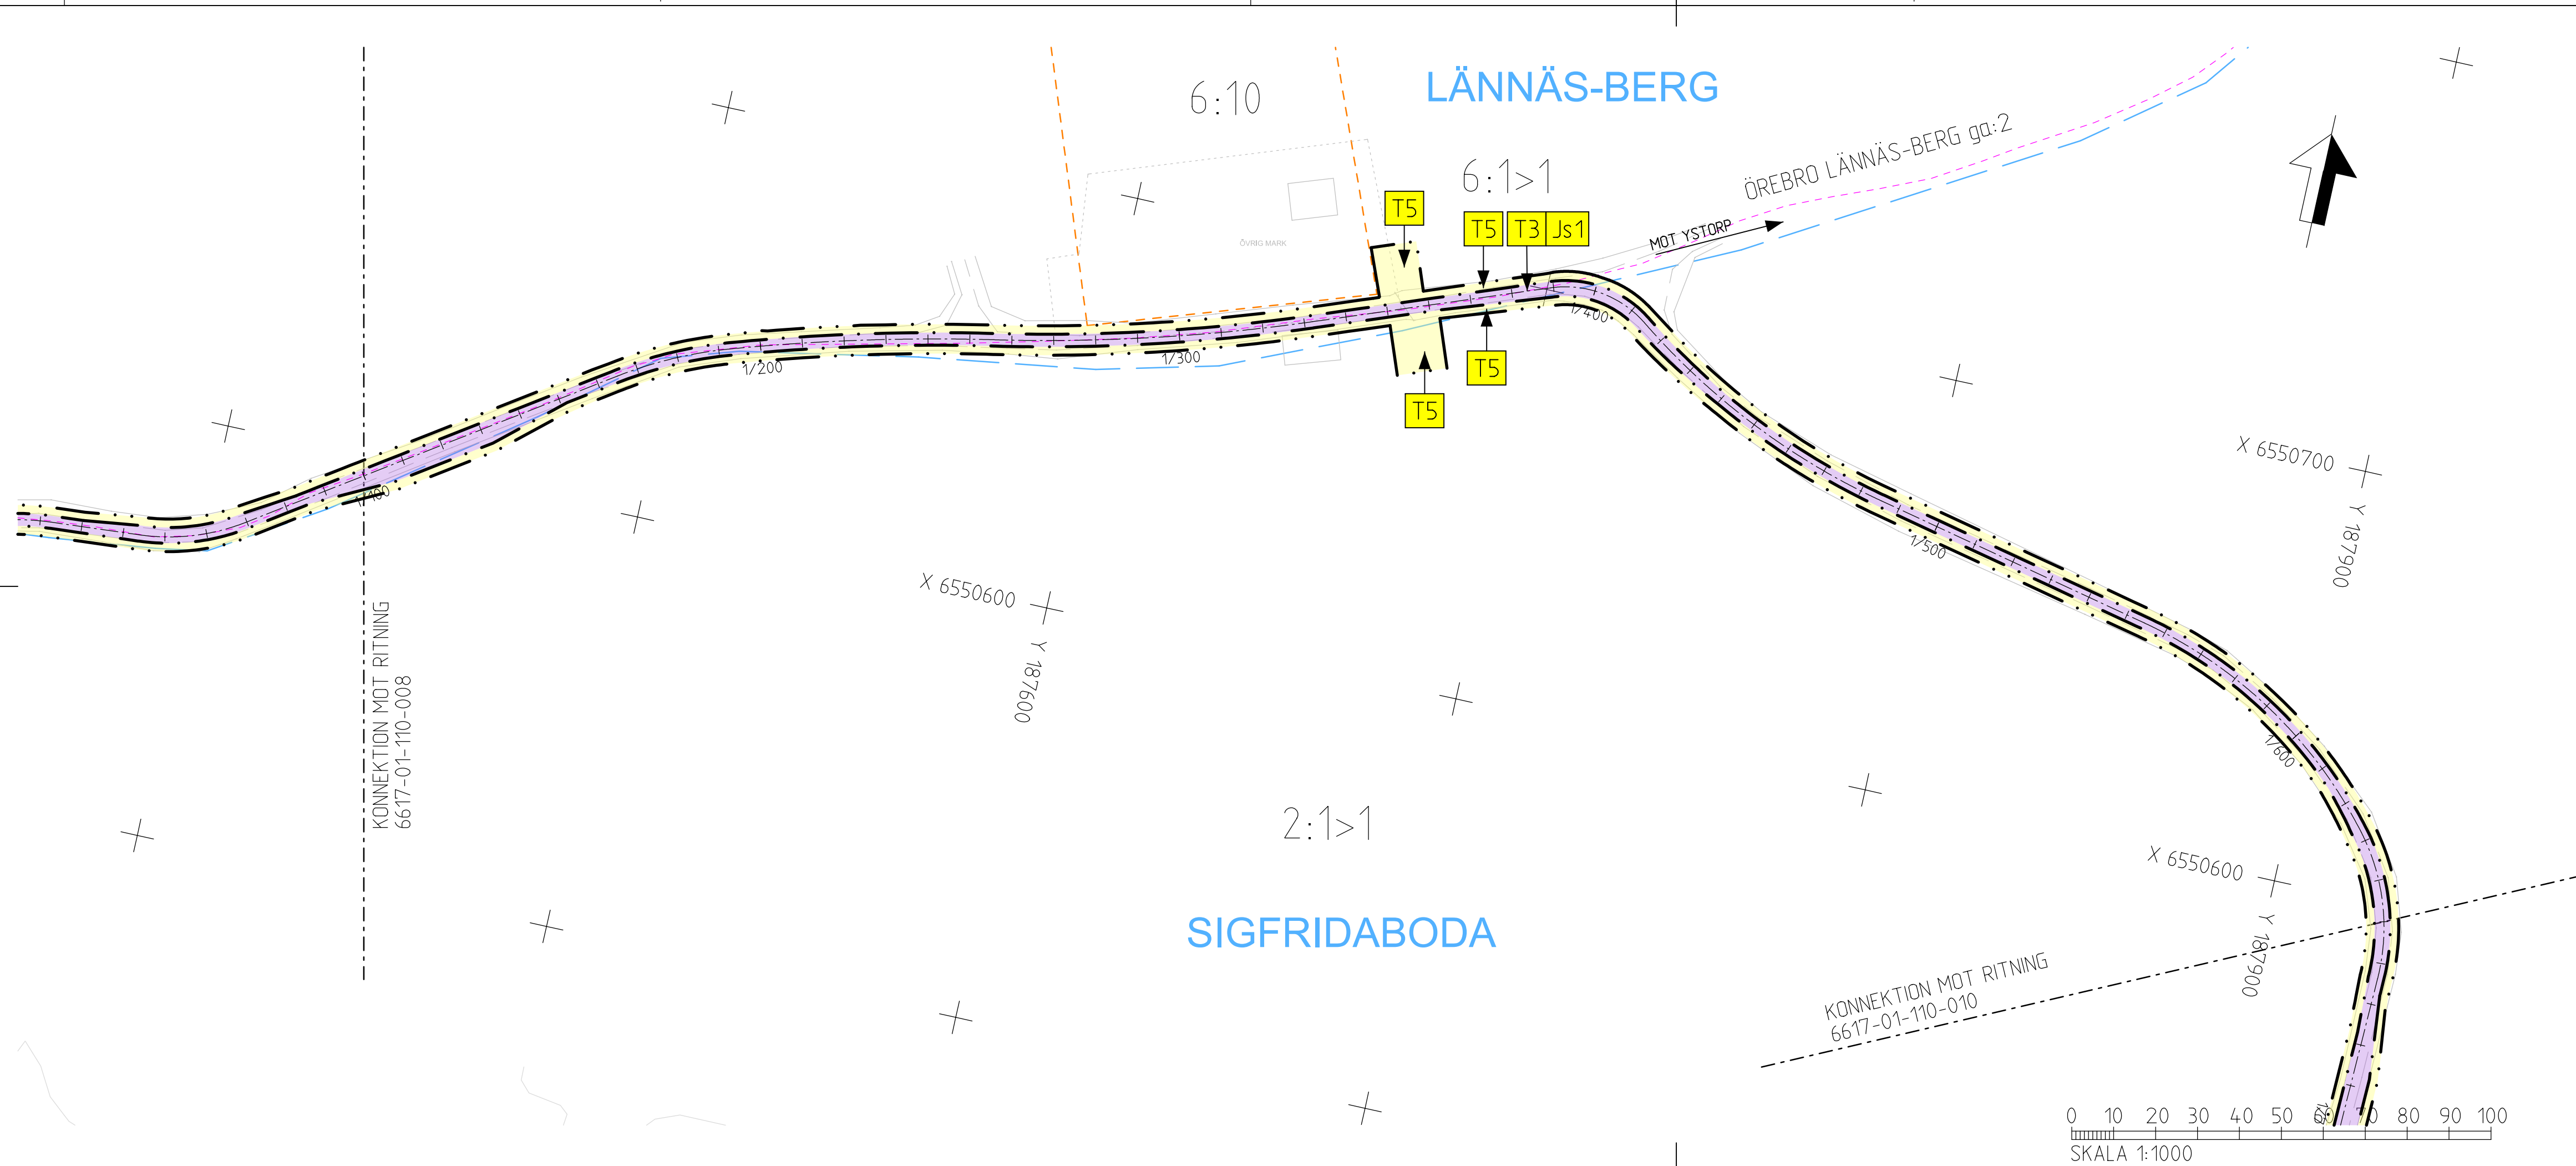 LÄNNÄS-BERG
6:10
6:1>1
ÖREBRO LÄNNÄS-BERG ga:2
MOT YSTORP
T5
T5
T3
Js1
ÖVRIG MARK
T5
T5
1/100
1/200
1/300
1/400
1/500
1/600
X 6550700
Y 187900
X 6550600
Y 187600
KONNEKTION MOT RITNING
6617-01-110-008
2:1>1
SIGFRIDABODA
X 6550600
Y 187900
KONNEKTION MOT RITNING
6617-01-110-010
0 10 20 30 40 50 60 70 80 90 100
SKALA 1:1000